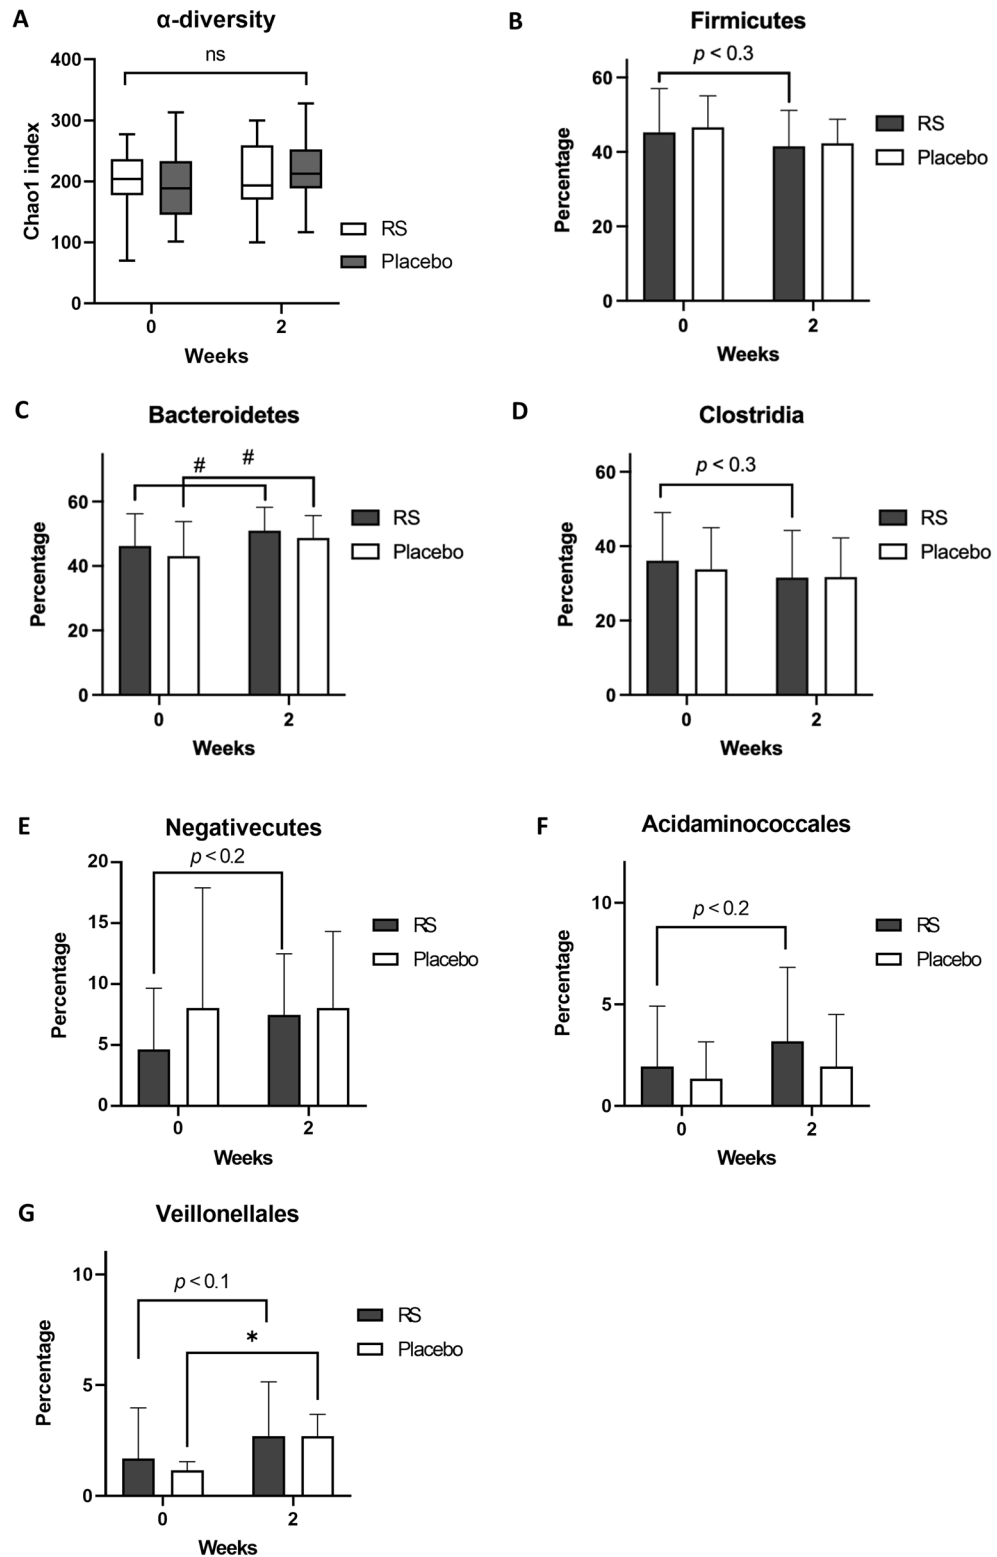 A
α-diversity
ns
400
300
200
100
0
Chao1 index
0
2
Weeks
RS
Placebo
B
Firmicutes
p < 0.3
60
40
20
0
Percentage
0
2
Weeks
RS
Placebo
C
Bacteroidetes
#
#
60
40
20
0
Percentage
0
2
Weeks
RS
Placebo
D
Clostridia
p < 0.3
60
40
20
0
Percentage
0
2
Weeks
RS
Placebo
E
Negativecutes
p < 0.2
20
15
10
5
0
Percentage
0
2
Weeks
RS
Placebo
F
Acidaminococcales
p < 0.2
10
5
0
Percentage
0
2
Weeks
RS
Placebo
G
Veillonellales
p < 0.1
*
10
5
0
Percentage
0
2
Weeks
RS
Placebo